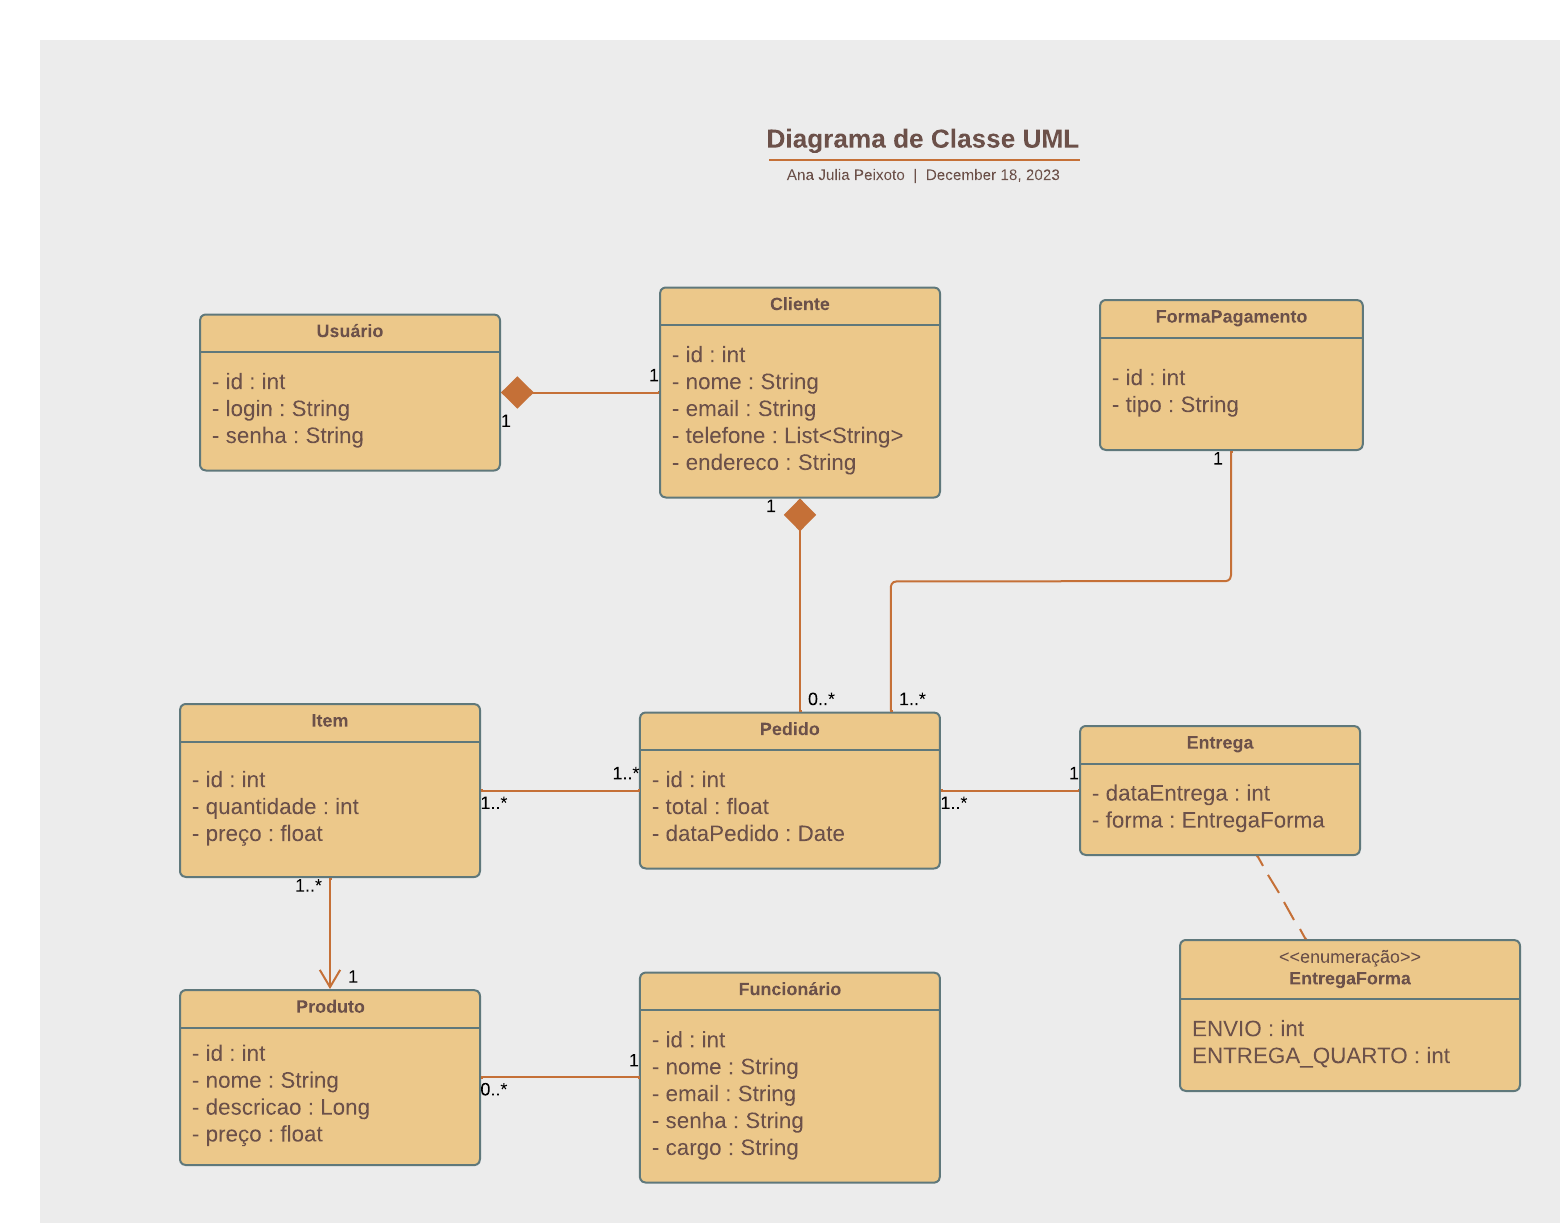 Diagrama de Classe UML
Ana Julia Peixoto | December 18, 2023
Usuário
- id : int
- login : String
- senha : String
1
1
Cliente
- id : int
- nome : String
- email : String
- telefone : List<String>
- endereco : String
1
0..*
FormaPagamento
- id : int
- tipo : String
1
1..*
Item
- id : int
- quantidade : int
- preço : float
1..*
1..*
Pedido
- id : int
- total : float
- dataPedido : Date
1..*
1
Entrega
- dataEntrega : int
- forma : EntregaForma
1..*
1
Produto
- id : int
- nome : String
- descricao : Long
- preço : float
0..*
1
Funcionário
- id : int
- nome : String
- email : String
- senha : String
- cargo : String
<<enumeração>>
EntregaForma
ENVIO : int
ENTREGA_QUARTO : int